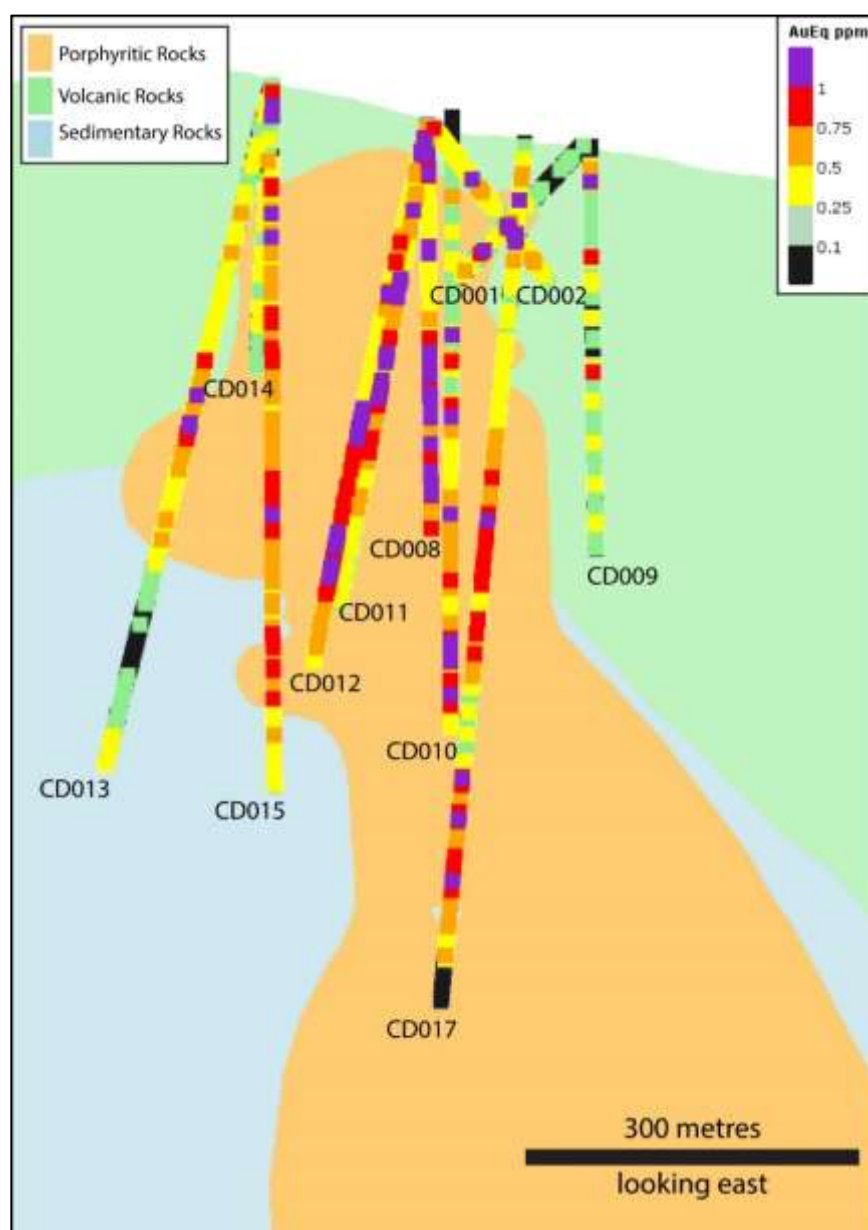 Porphyritic Rocks
Volcanic Rocks
Sedimentary Rocks
AuEq ppm
1
0.75
0.5
0.25
0.1
CD001
CD002
CD014
CD008
CD009
CD011
CD012
CD010
CD013
CD015
CD017
300 metres
looking east